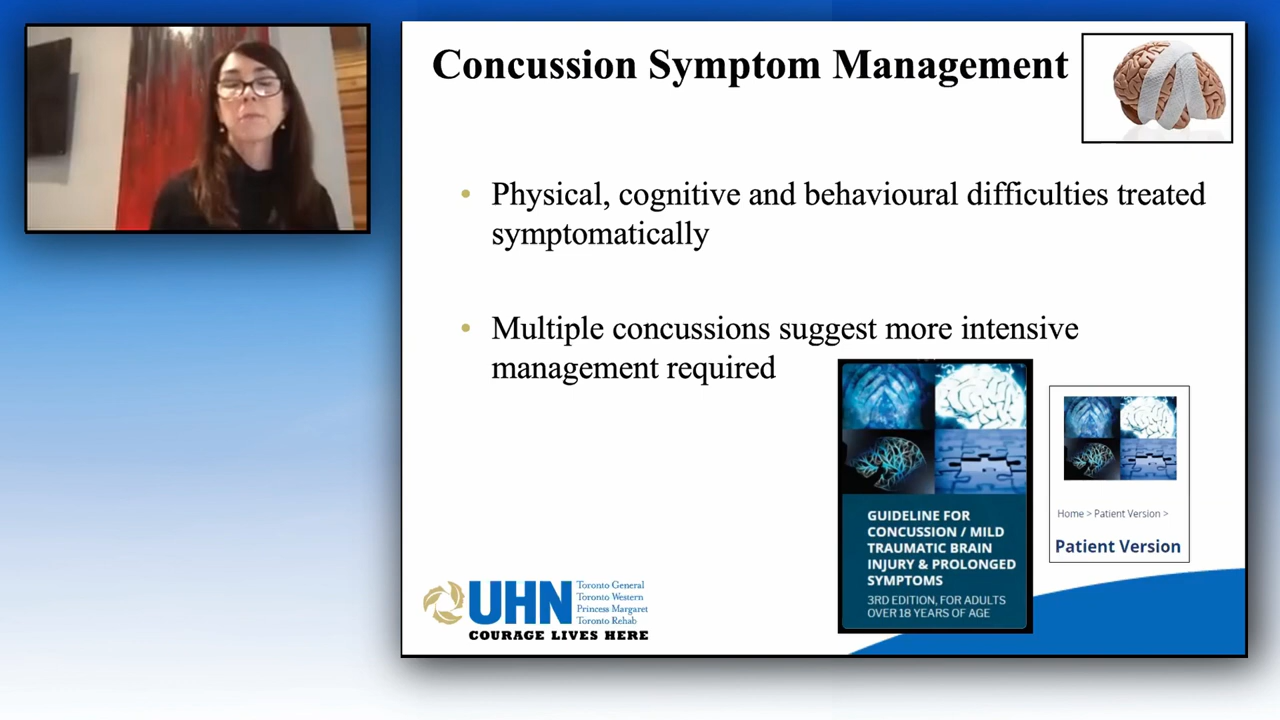 Concussion Symptom Management
• Physical, cognitive and behavioural difficulties treated
symptomatically
• Multiple concussions suggest more intensive
management required
GUIDELINE FOR
CONCUSSION / MILD
TRAUMATIC BRAIN
INJURY & PROLONGED
SYMPTOMS
3RD EDITION, FOR ADULTS
OVER 18 YEARS OF AGE
Home > Patient Version >
Patient Version
UHN
Toronto General
Toronto Western
Princess Margaret
Toronto Rehab
COURAGE LIVES HERE